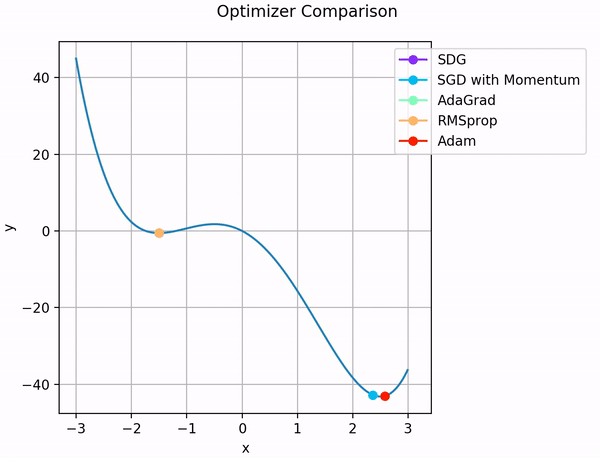 Optimizer Comparison
SDG
SGD with Momentum
AdaGrad
RMSprop
Adam
40
20
0
−20
−40
y
−3
−2
−1
0
1
2
3
x